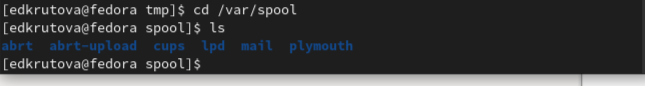 [edkrutova@fedora tmp]$ cd /var/spool
[edkrutova@fedora spool]$ ls
abrt  abrt-upload  cups  lpd  mail  plymouth
[edkrutova@fedora spool]$